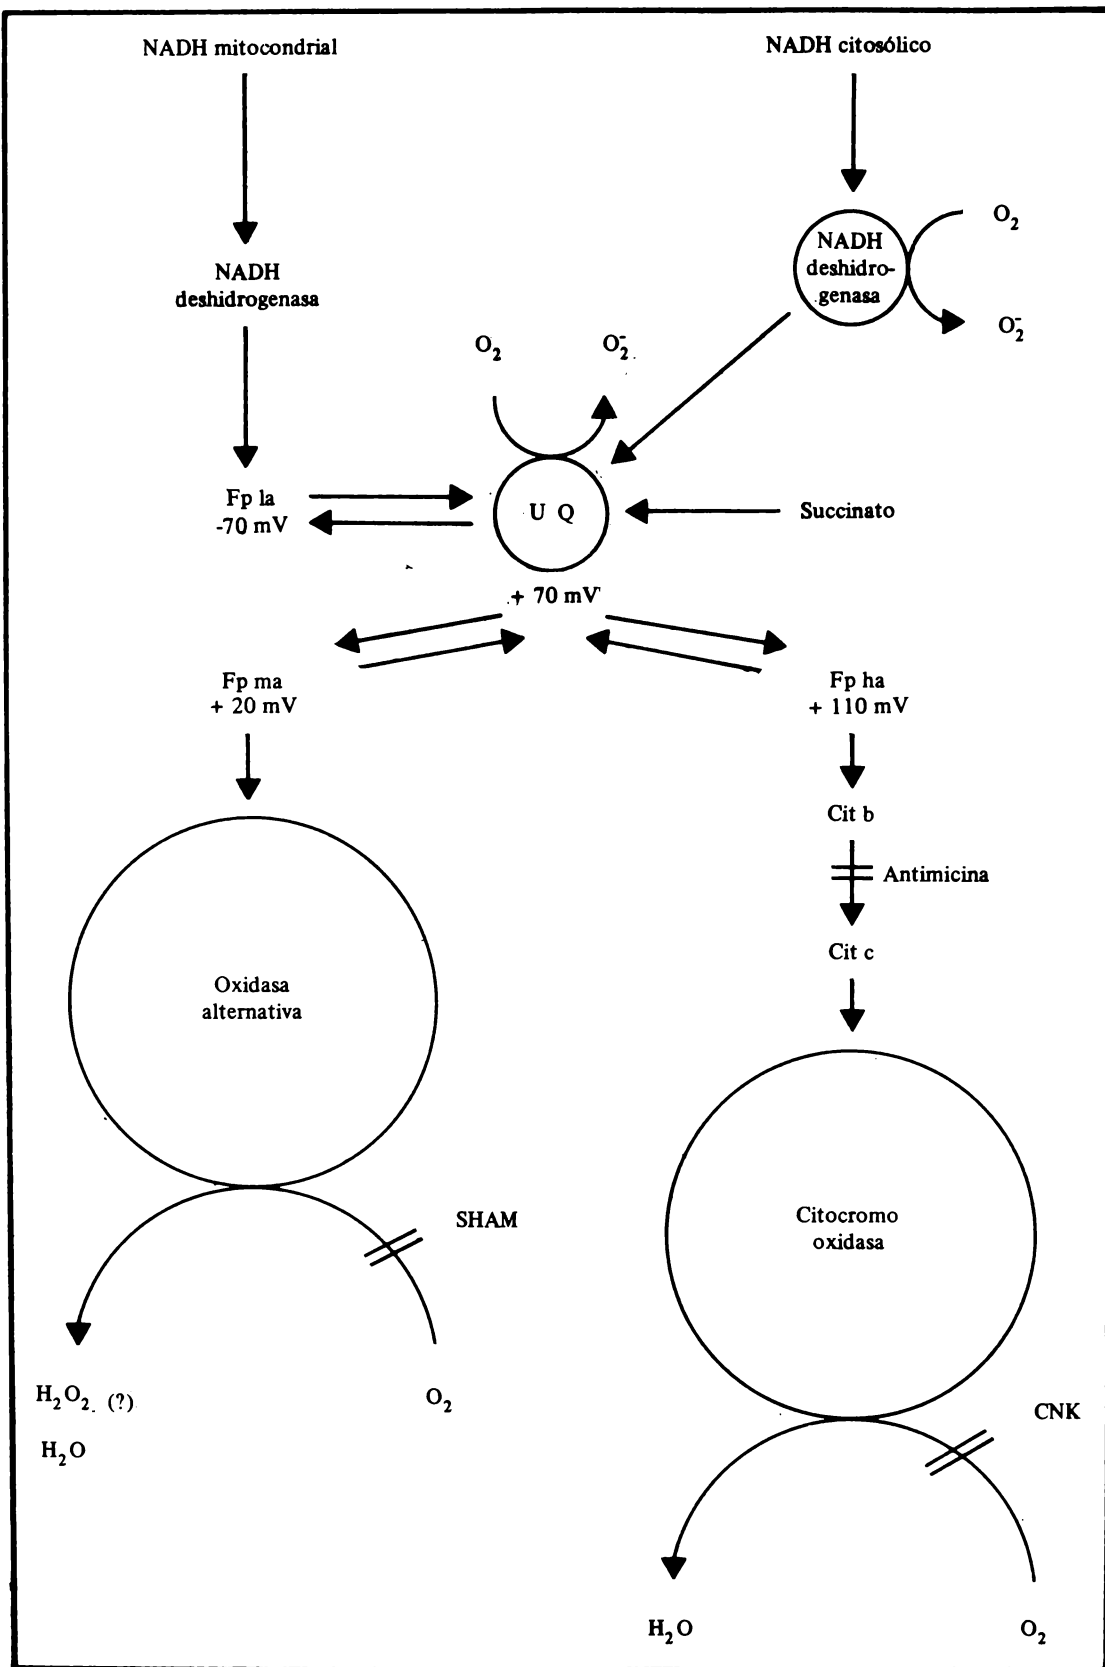 NADH mitocondrial
NADH citosólico
NADH
deshidro-
genasa
O₂
O₂⁻
NADH
deshidrogenasa
O₂
O₂⁻
Fp la
-70 mV
U Q
Succinato
+ 70 mV
Fp ma
+ 20 mV
Fp ha
+ 110 mV
Cit b
Antimicina
Cit c
Oxidasa
alternativa
SHAM
Citocromo
oxidasa
H₂O₂ (?)
O₂
H₂O
CNK
H₂O
O₂